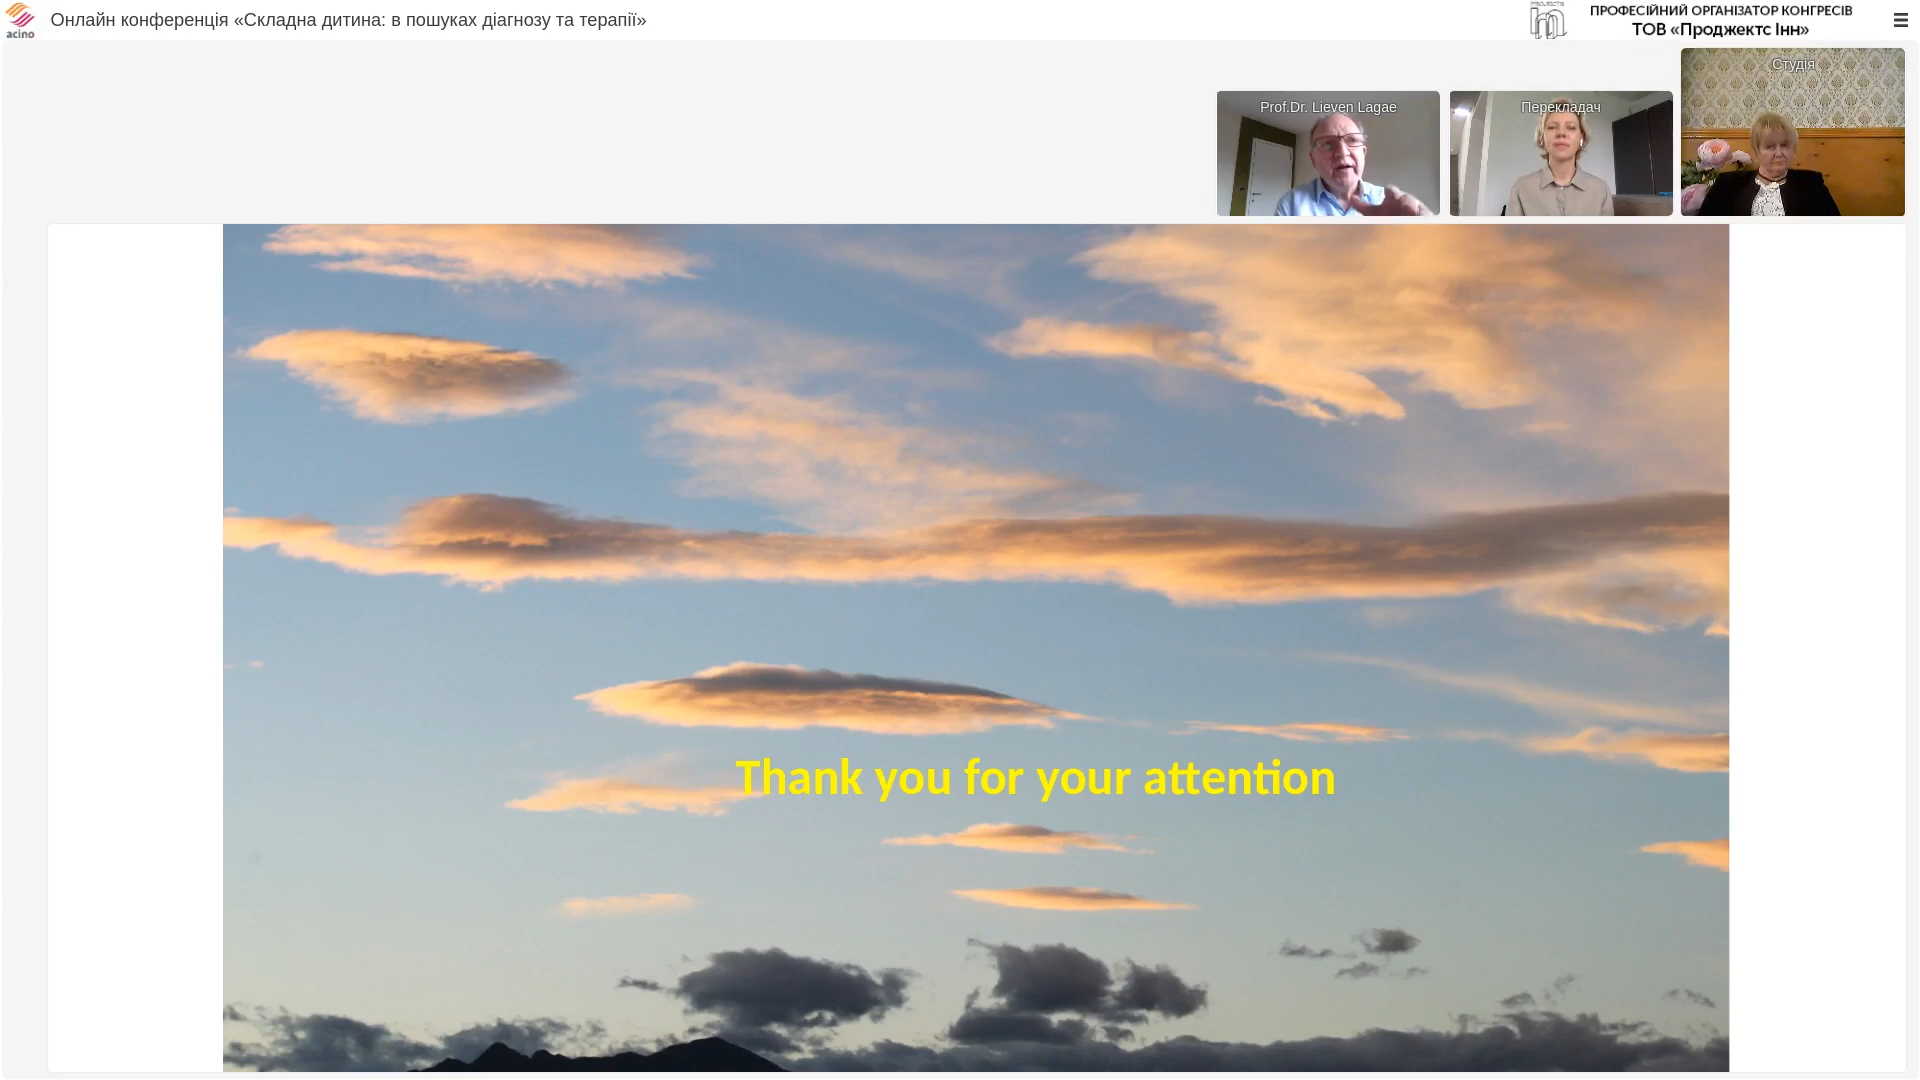 acino
Онлайн конференція «Складна дитина: в пошуках діагнозу та терапії»
PROJECTS
ПРОФЕСІЙНИЙ ОРГАНІЗАТОР КОНГРЕСІВ
ТОВ «Проджектс Інн»
Prof.Dr. Lieven Lagae
Перекладач
Студія
Thank you for your attention